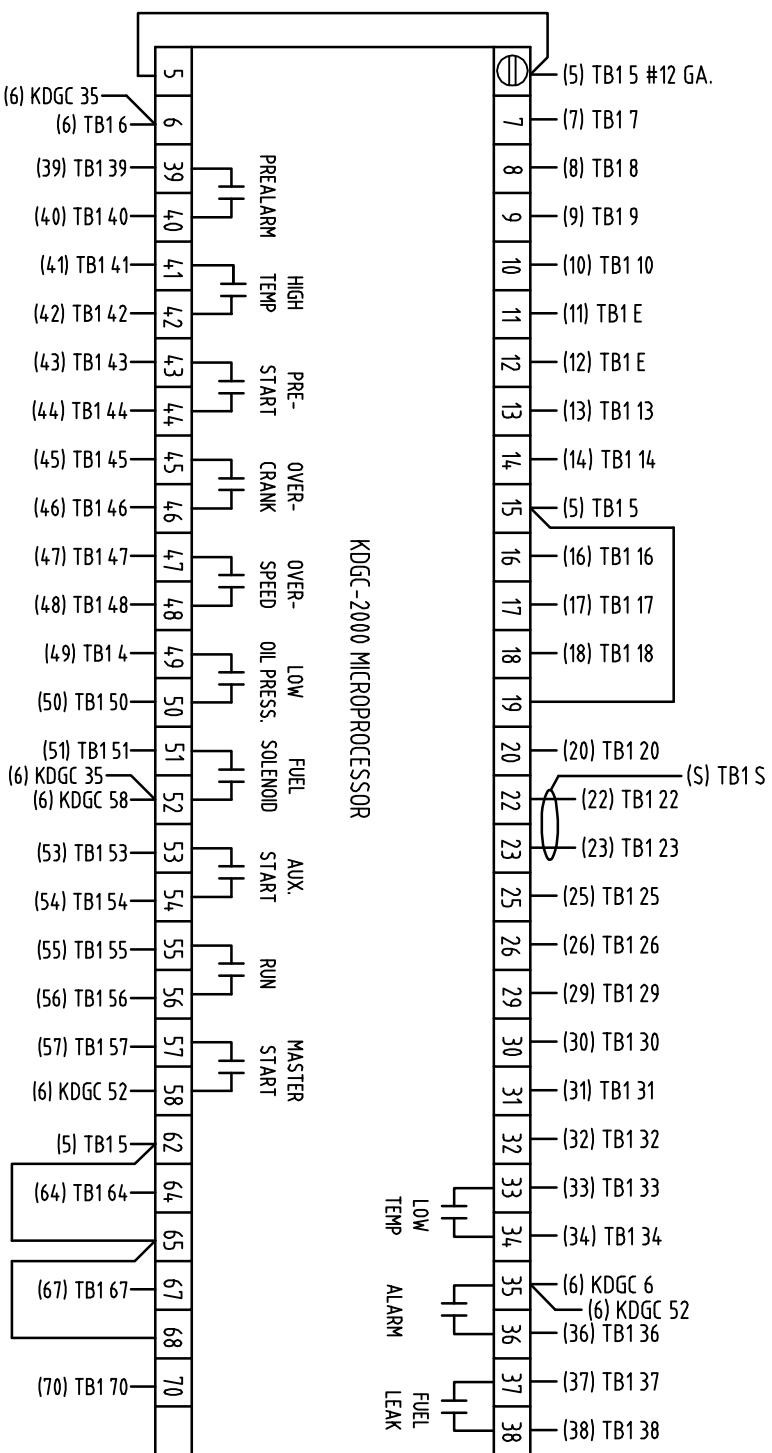 5
(6) KDGC 35
(6) TB1 6
6
(39) TB1 39
39
(40) TB1 40
40
PREALARM
(41) TB1 41
41
(42) TB1 42
42
HIGH
TEMP
(43) TB1 43
43
(44) TB1 44
44
PRE-
START
(45) TB1 45
45
(46) TB1 46
46
OVER-
CRANK
(47) TB1 47
47
(48) TB1 48
48
OVER-
SPEED
(49) TB1 4
49
(50) TB1 50
50
LOW
OIL PRESS.
(51) TB1 51
51
(6) KDGC 35
(6) KDGC 58
52
FUEL
SOLENOID
(53) TB1 53
53
(54) TB1 54
54
AUX.
START
(55) TB1 55
55
(56) TB1 56
56
RUN
(57) TB1 57
57
(6) KDGC 52
58
MASTER
START
(5) TB1 5
62
(64) TB1 64
64
65
(67) TB1 67
67
68
(70) TB1 70
70
KDGC-2000 MICROPROCESSOR
(5) TB1 5 #12 GA.
7
(7) TB1 7
8
(8) TB1 8
9
(9) TB1 9
10
(10) TB1 10
11
(11) TB1 E
12
(12) TB1 E
13
(13) TB1 13
14
(14) TB1 14
15
(5) TB1 5
16
(16) TB1 16
17
(17) TB1 17
18
(18) TB1 18
19
20
(20) TB1 20
(S) TB1 S
22
(22) TB1 22
23
(23) TB1 23
25
(25) TB1 25
26
(26) TB1 26
29
(29) TB1 29
30
(30) TB1 30
31
(31) TB1 31
32
(32) TB1 32
33
(33) TB1 33
34
(34) TB1 34
LOW
TEMP
35
(6) KDGC 6
(6) KDGC 52
36
(36) TB1 36
ALARM
37
(37) TB1 37
38
(38) TB1 38
FUEL
LEAK